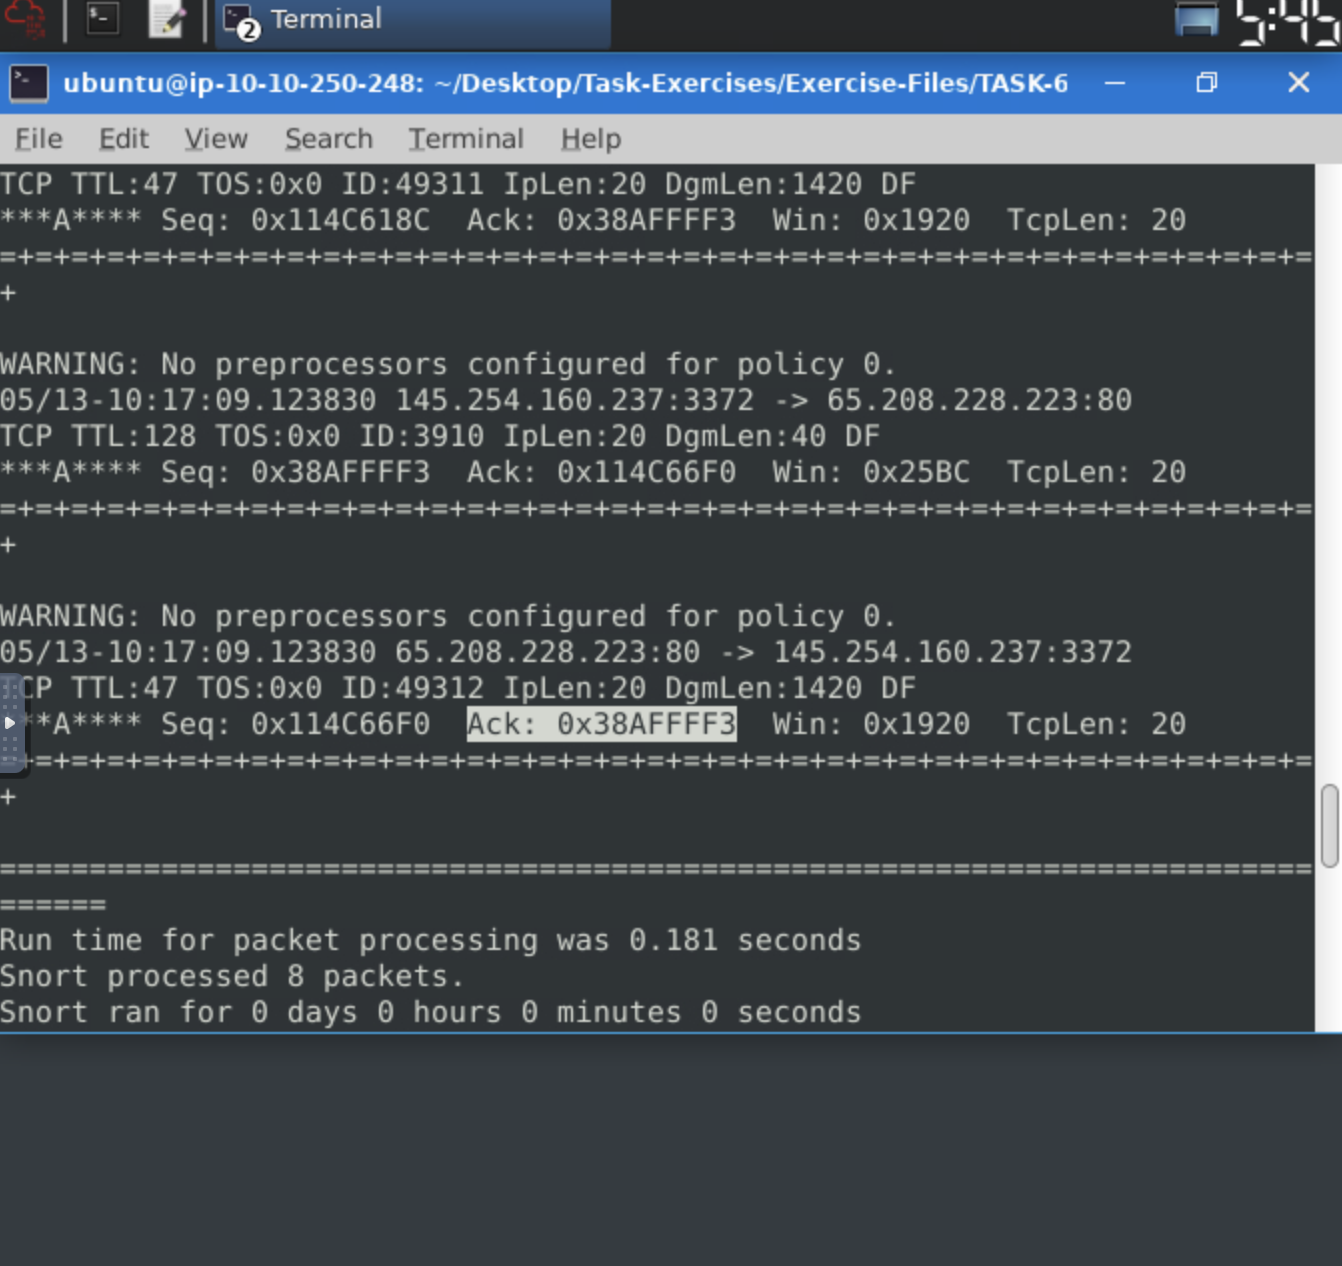 2 Terminal 5:45
ubuntu@ip-10-10-250-248: ~/Desktop/Task-Exercises/Exercise-Files/TASK-6
File Edit View Search Terminal Help
TCP TTL:47 TOS:0x0 ID:49311 IpLen:20 DgmLen:1420 DF
***A**** Seq: 0x114C618C  Ack: 0x38AFFFF3  Win: 0x1920  TcpLen: 20
=+=+=+=+=+=+=+=+=+=+=+=+=+=+=+=+=+=+=+=+=+=+=+=+=+=+=+=+=+=+=+=+=+=+=+=+=
+
WARNING: No preprocessors configured for policy 0.
05/13-10:17:09.123830 145.254.160.237:3372 -> 65.208.228.223:80
TCP TTL:128 TOS:0x0 ID:3910 IpLen:20 DgmLen:40 DF
***A**** Seq: 0x38AFFFF3  Ack: 0x114C66F0  Win: 0x25BC  TcpLen: 20
=+=+=+=+=+=+=+=+=+=+=+=+=+=+=+=+=+=+=+=+=+=+=+=+=+=+=+=+=+=+=+=+=+=+=+=+=
+
WARNING: No preprocessors configured for policy 0.
05/13-10:17:09.123830 65.208.228.223:80 -> 145.254.160.237:3372
CP TTL:47 TOS:0x0 ID:49312 IpLen:20 DgmLen:1420 DF
**A**** Seq: 0x114C66F0  Ack: 0x38AFFFF3  Win: 0x1920  TcpLen: 20
=+=+=+=+=+=+=+=+=+=+=+=+=+=+=+=+=+=+=+=+=+=+=+=+=+=+=+=+=+=+=+=+=+=+=+=+=
+
=========================================================================
======
Run time for packet processing was 0.181 seconds
Snort processed 8 packets.
Snort ran for 0 days 0 hours 0 minutes 0 seconds